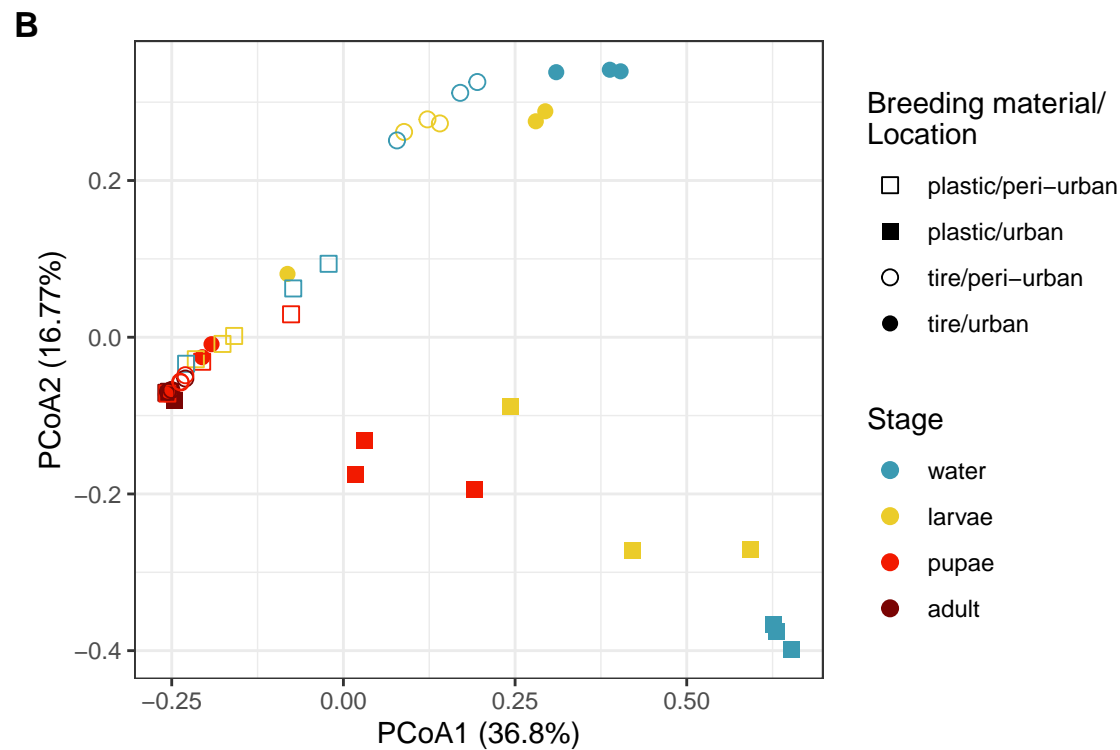 B
Breeding material/
Location
plastic/peri−urban
plastic/urban
tire/peri−urban
tire/urban
Stage
water
larvae
pupae
adult
PCoA2 (16.77%)
0.2
0.0
−0.2
−0.4
−0.25
0.00
0.25
0.50
PCoA1 (36.8%)